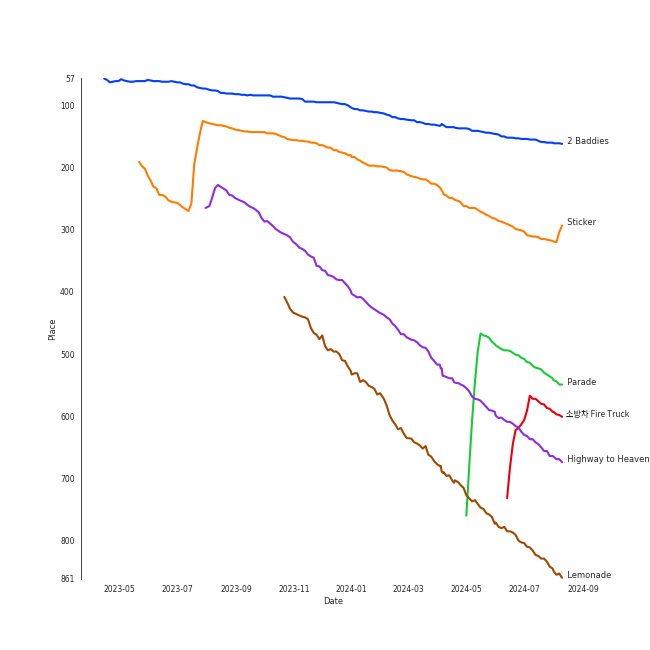 57
100
200
300
400
500
600
700
800
861
Place
2023-05
2023-07
2023-09
2023-11
2024-01
2024-03
2024-05
2024-07
2024-09
Date
2 Baddies
Sticker
Parade
소방차 Fire Truck
Highway to Heaven
Lemonade